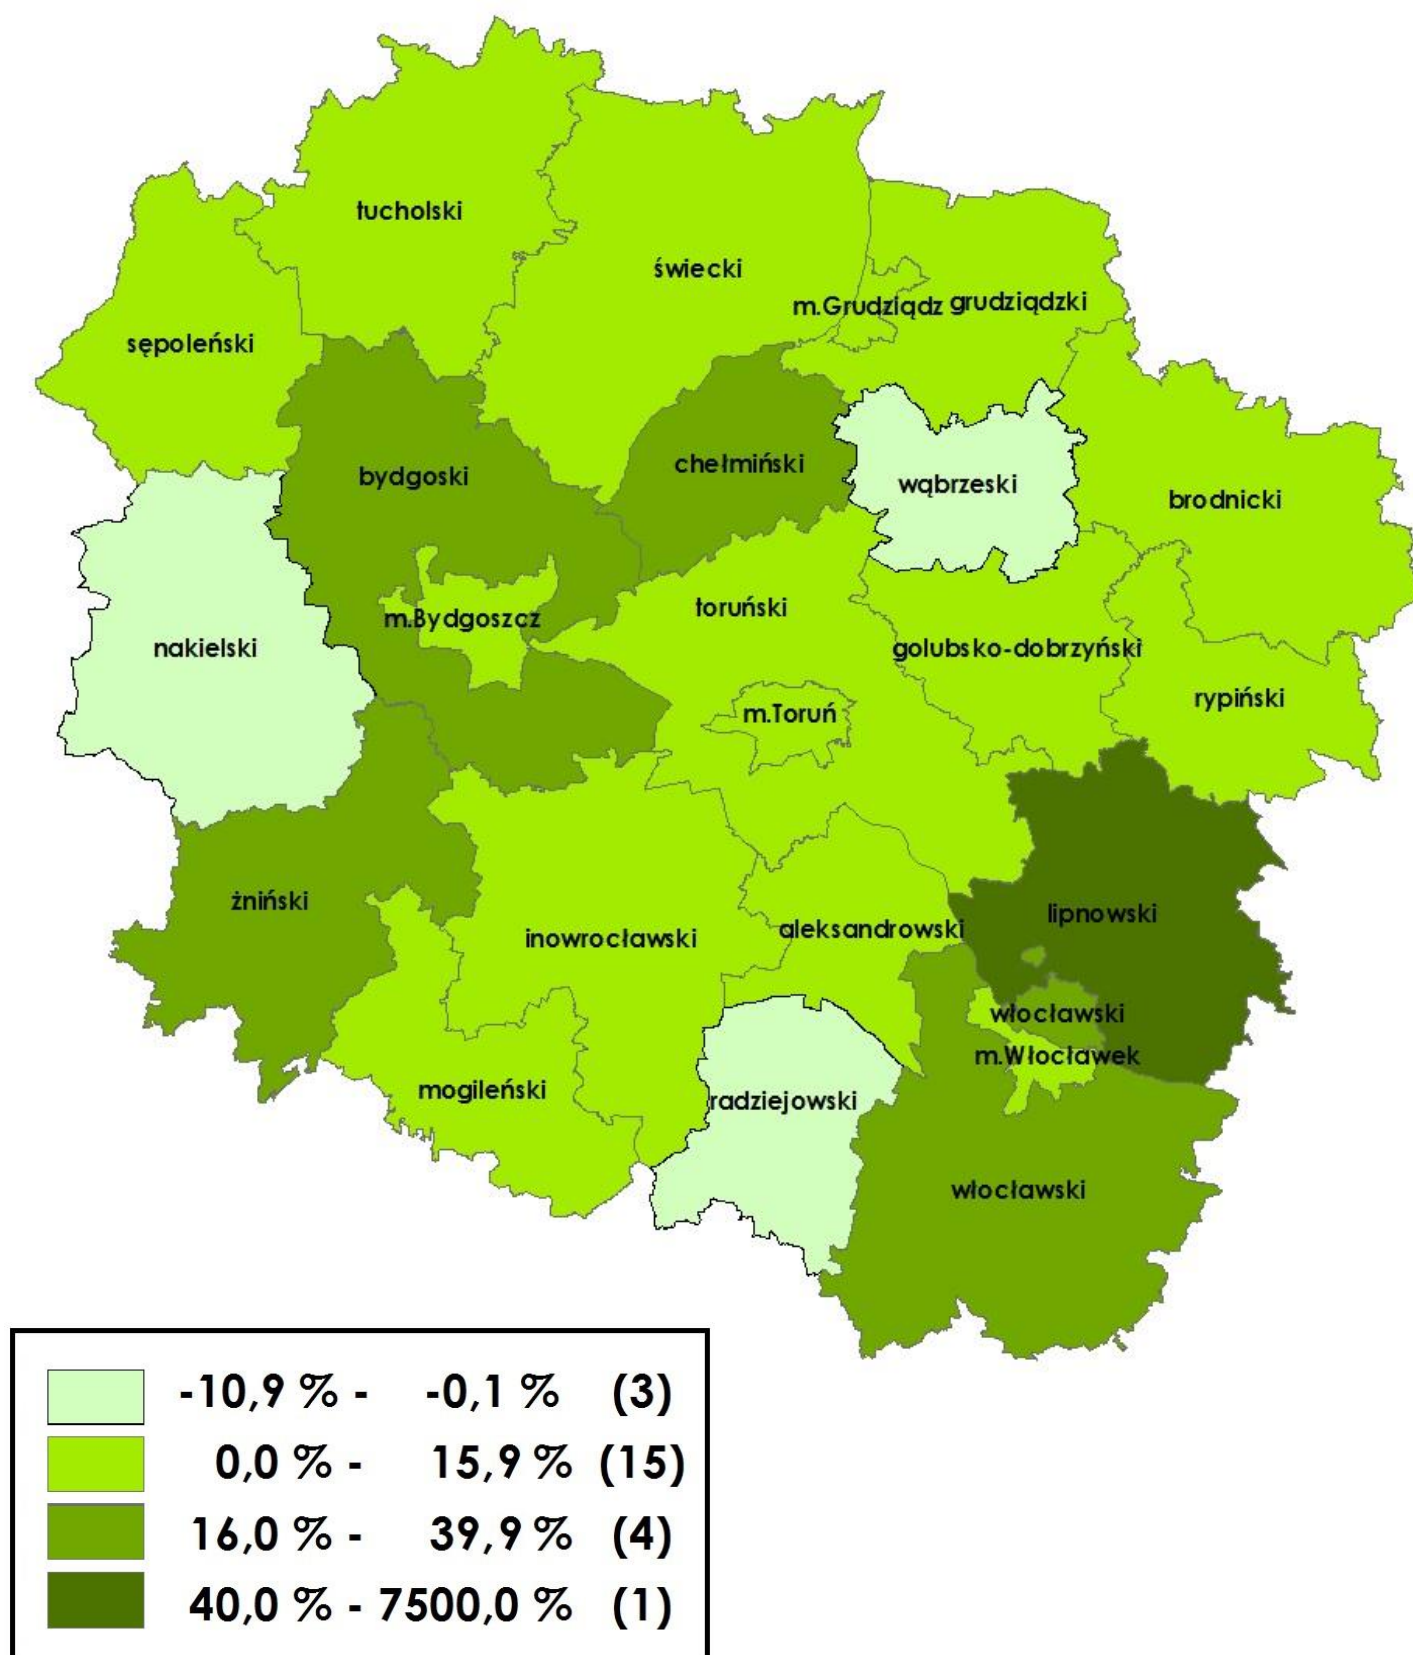 tucholski
świecki
m.Grudziądz
grudziądzki
sępoleński
bydgoski
chełmiński
wąbrzeski
brodnicki
m.Bydgoszcz
toruński
nakielski
golubsko-dobrzyński
rypiński
m.Toruń
żniński
inowrocławski
aleksandrowski
lipnowski
włocławski
m.Włocławek
mogileński
radziejowski
włocławski
-10,9 % - -0,1 % (3)
0,0 % - 15,9 % (15)
16,0 % - 39,9 % (4)
40,0 % - 7500,0 % (1)